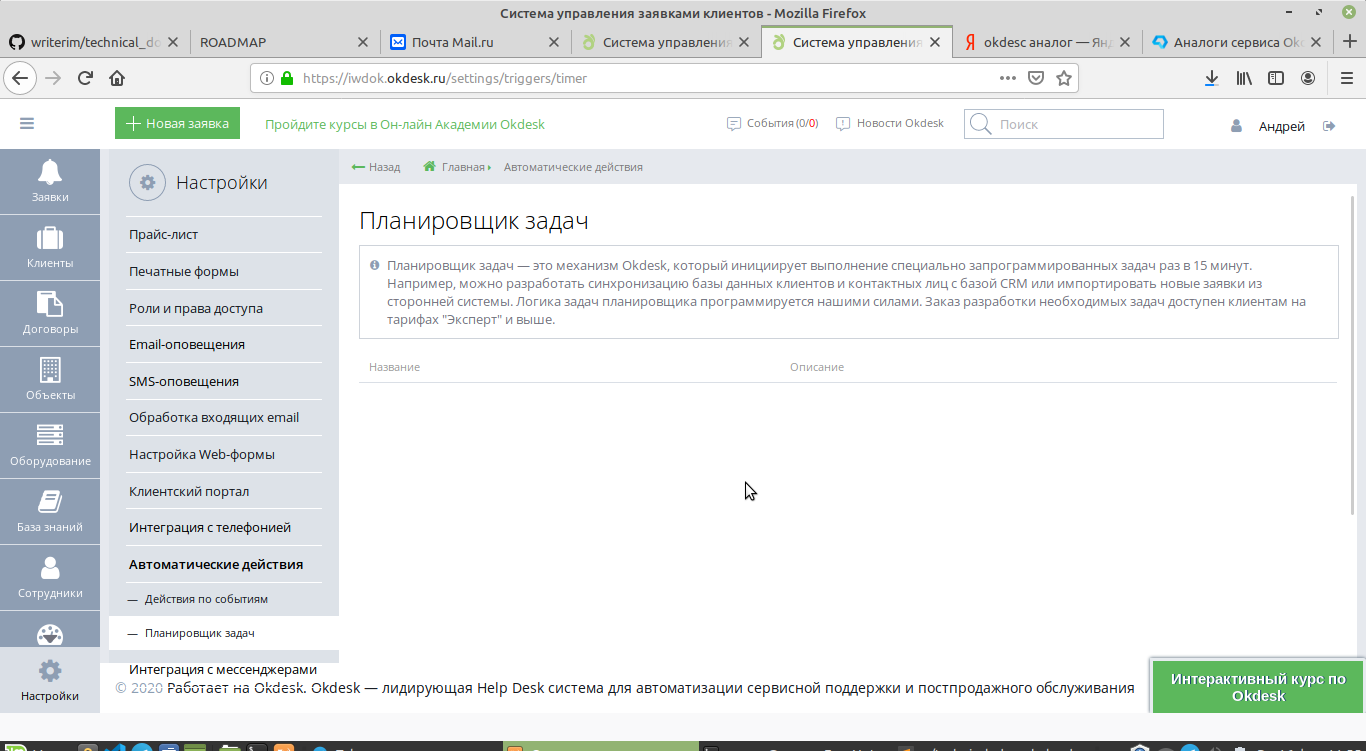 Система управления заявками клиентов - Mozilla Firefox
writerim/technical_do
ROADMAP
Почта Mail.ru
Система управления
Система управления
okdesc аналог — Янд
Аналоги сервиса Ok
https://iwdok.okdesk.ru/settings/triggers/timer
Новая заявка
Пройдите курсы в Он-лайн Академии Okdesk
События (0/0)
Новости Okdesk
Поиск
Андрей
Заявки
Клиенты
Договоры
Объекты
Оборудование
База знаний
Сотрудники
Настройки
Настройки
Прайс-лист
Печатные формы
Роли и права доступа
Email-оповещения
SMS-оповещения
Обработка входящих email
Настройка Web-формы
Клиентский портал
Интеграция с телефонией
Автоматические действия
— Действия по событиям
— Планировщик задач
Интеграция с мессенджерами
Назад
Главная
Автоматические действия
Планировщик задач
Планировщик задач — это механизм Okdesk, который инициирует выполнение специально запрограммированных задач раз в 15 минут.
Например, можно разработать синхронизацию базы данных клиентов и контактных лиц с базой CRM или импортировать новые заявки из
сторонней системы. Логика задач планировщика программируется нашими силами. Заказ разработки необходимых задач доступен клиентам на
тарифах "Эксперт" и выше.
Название
Описание
© 2020 Работает на Okdesk. Okdesk — лидирующая Help Desk система для автоматизации сервисной поддержки и постпродажного обслуживания
Интерактивный курс по
Okdesk